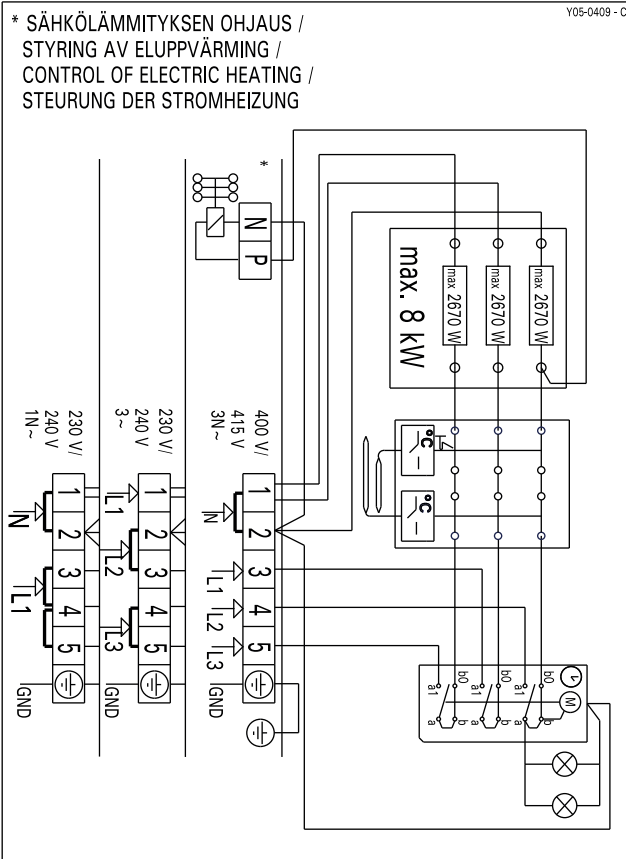 * SÄHKÖLÄMMITYKSEN OHJAUS /
STYRING AV ELUPPVÄRMING /
CONTROL OF ELECTRIC HEATING /
STEURUNG DER STROMHEIZUNG
Y05-0409 - C
*
N
P
max. 8 kW
max 2670 W
max 2670 W
max 2670 W
°C
°C
230 V/
240 V
1N~
230 V/
240 V
3~
400 V/
415 V
3N~
1
2
3
4
5
N
L1
GND
1
2
3
4
5
L1
L2
L3
GND
1
2
3
4
5
N
L1
L2
L3
GND
b0
a1
b
a
b0
a1
b
a
b0
a1
b
a
M